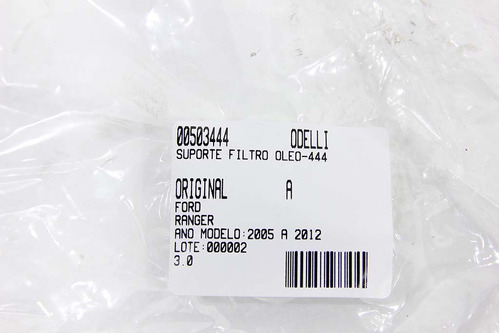 00503444 ODELLI
SUPORTE FILTRO OLEO-444
ORIGINAL A
FORD
RANGER
ANO MODELO:2005 A 2012
LOTE:000002
3.0